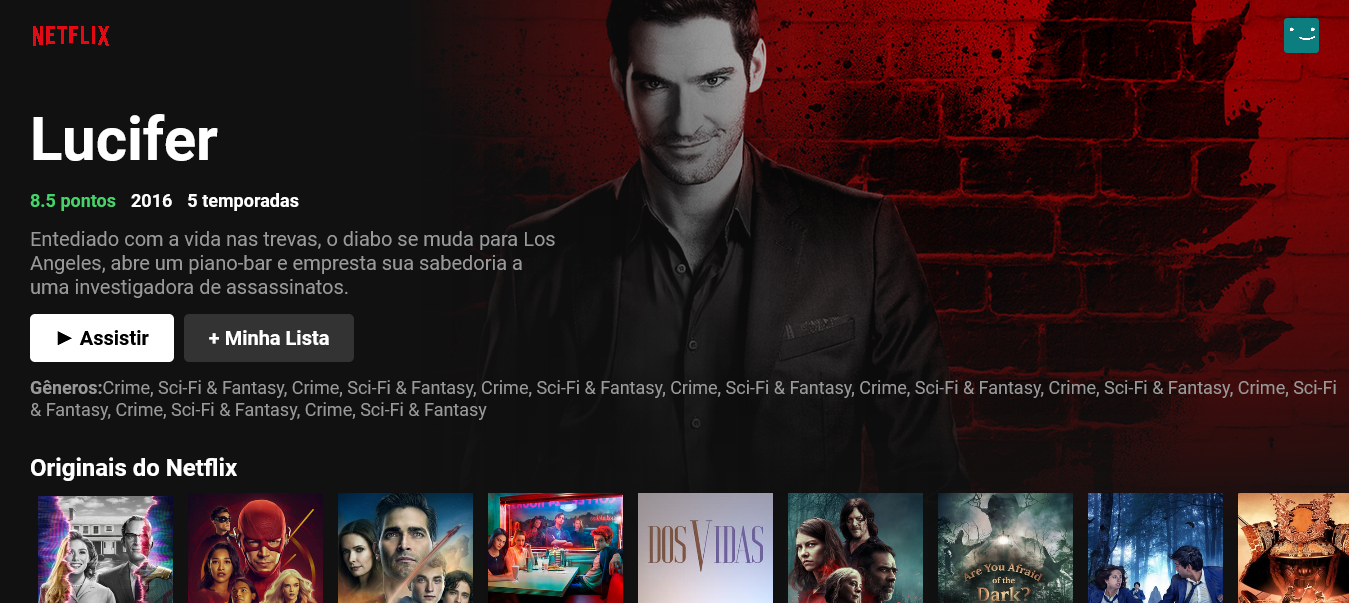 NETFLIX
Lucifer
8.5 pontos 2016 5 temporadas
Entediado com a vida nas trevas, o diabo se muda para Los
Angeles, abre um piano-bar e empresta sua sabedoria a
uma investigadora de assassinatos.
► Assistir + Minha Lista
Gêneros:Crime, Sci-Fi & Fantasy, Crime, Sci-Fi & Fantasy, Crime, Sci-Fi & Fantasy, Crime, Sci-Fi & Fantasy, Crime, Sci-Fi & Fantasy, Crime, Sci-Fi & Fantasy, Crime, Sci-Fi
& Fantasy, Crime, Sci-Fi & Fantasy, Crime, Sci-Fi & Fantasy
Originais do Netflix
DOS VIDAS
Are You Afraid
of the
Dark?